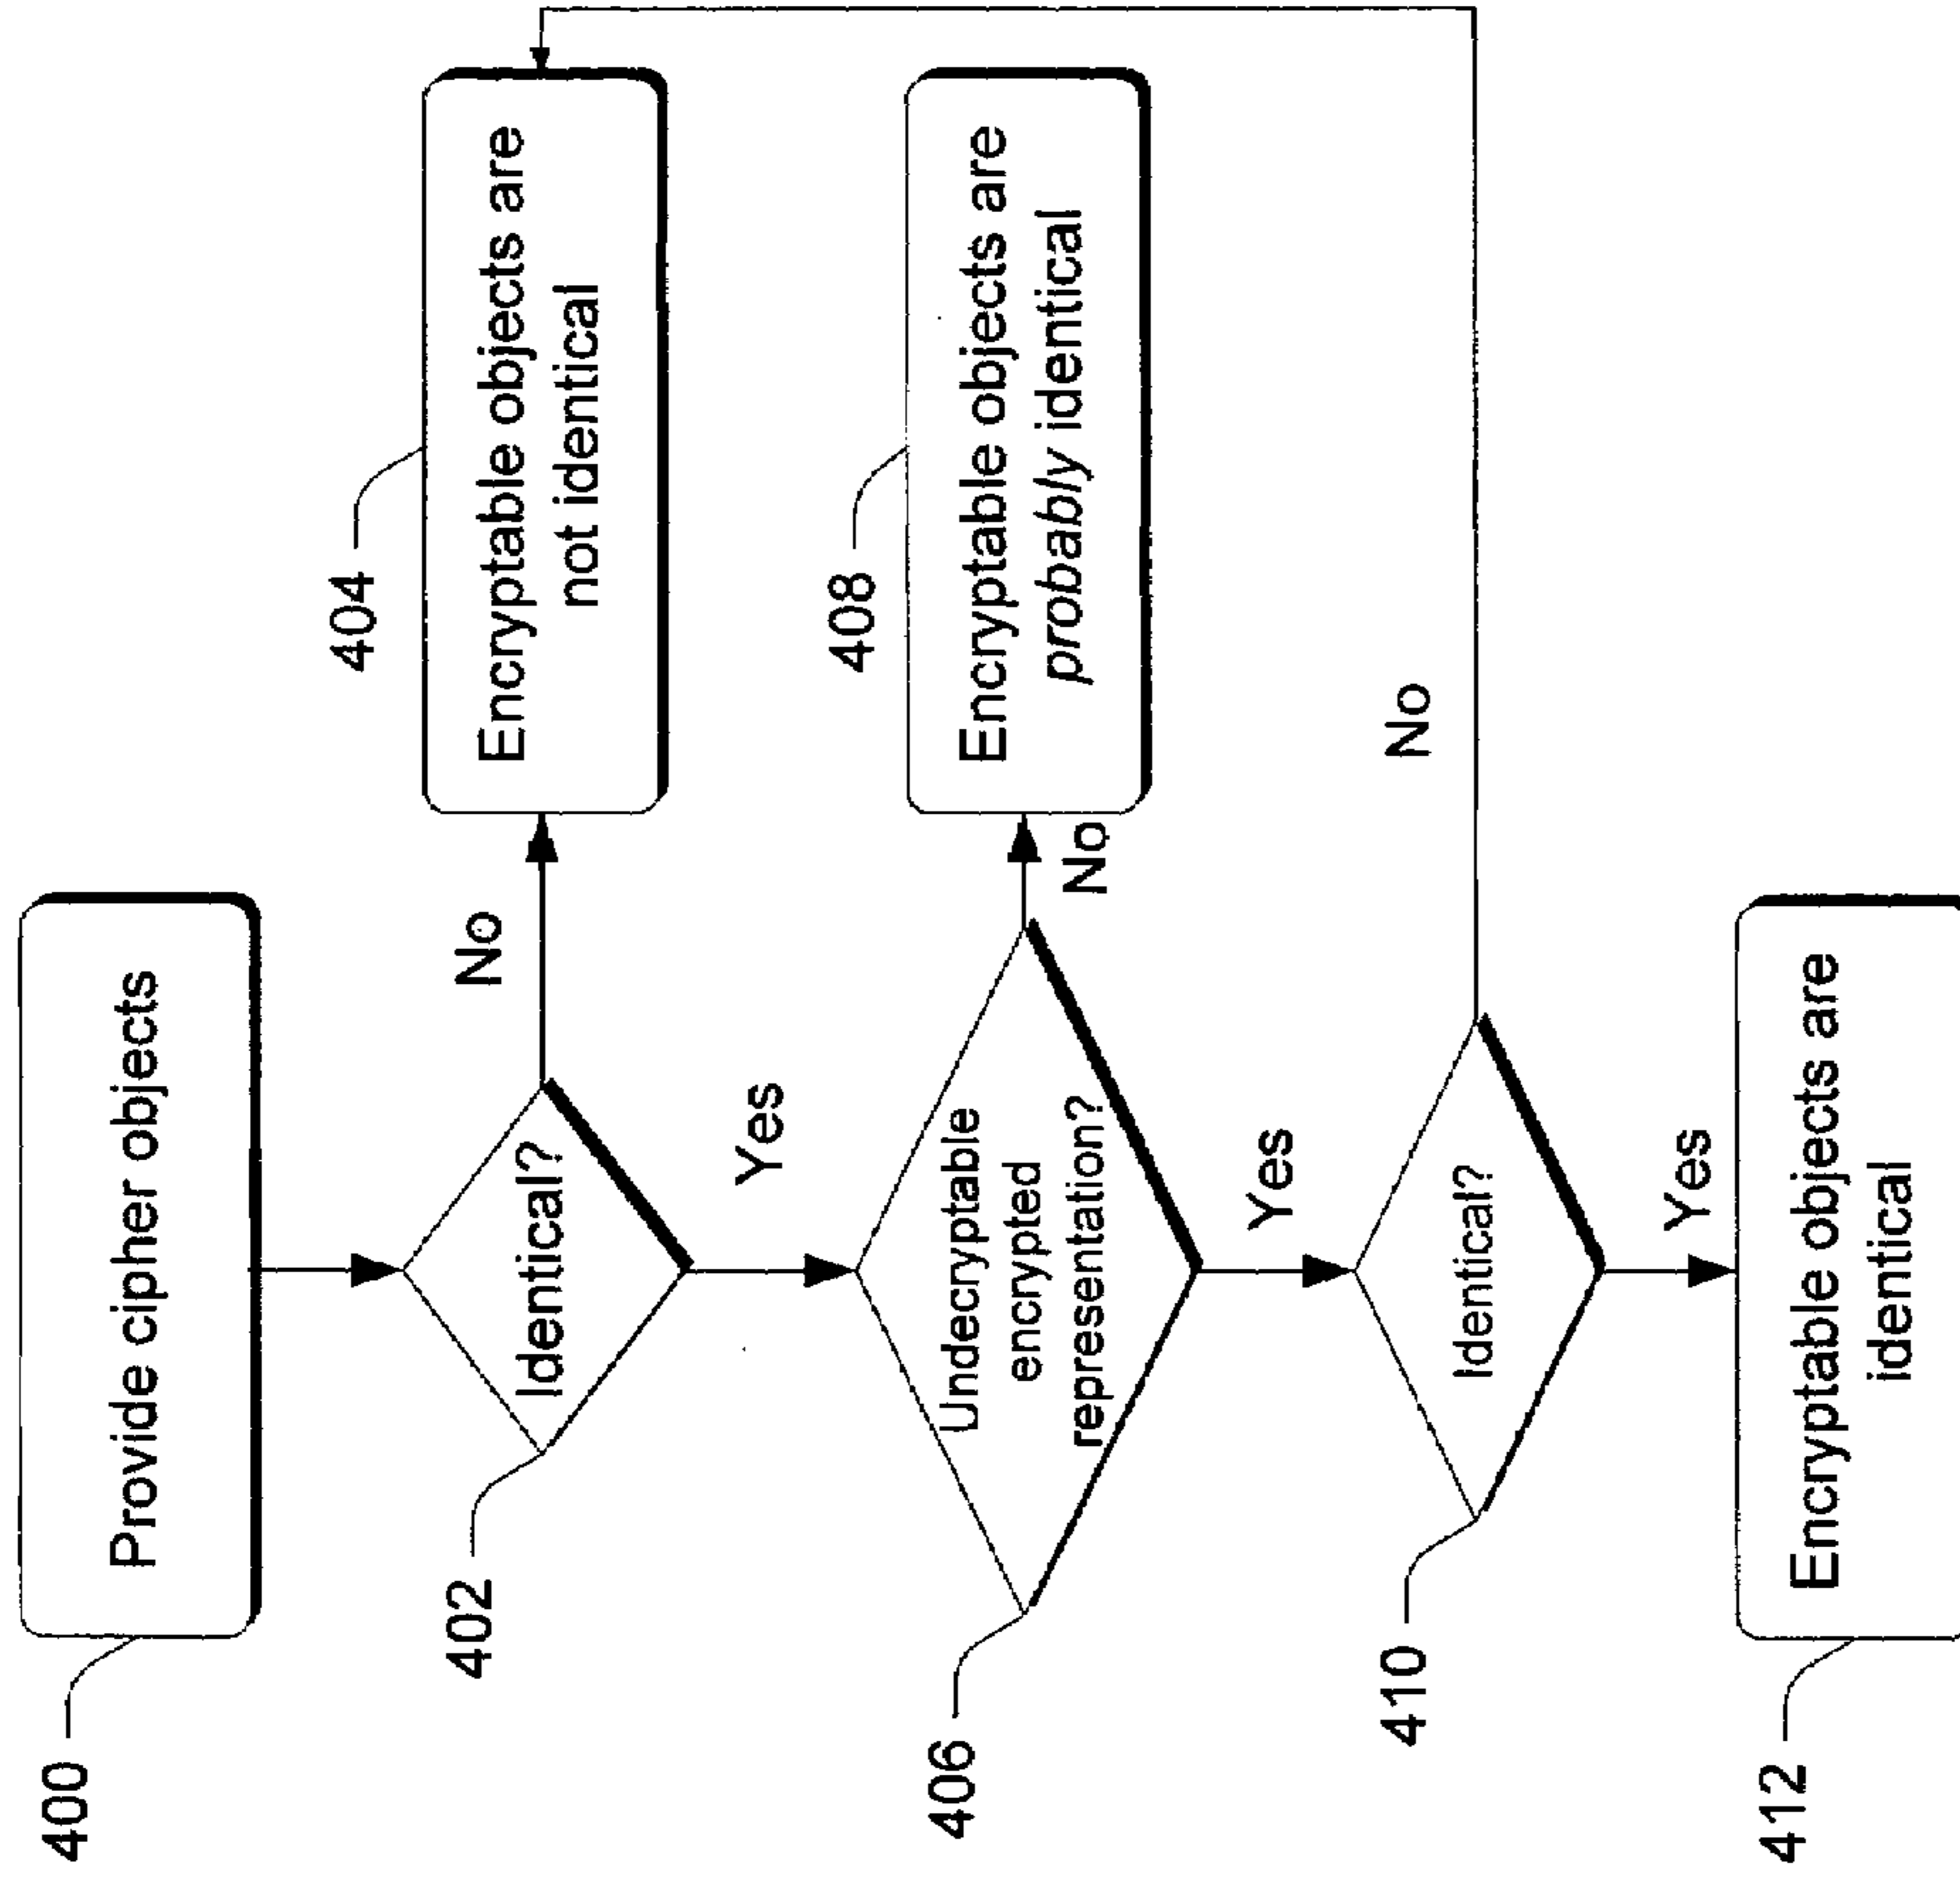 400
Provide cipher objects
402
Identical?
No
404
Encryptable objects are
not identical
Yes
406
Undecryptable
encrypted
representation?
No
408
Encryptable objects are
probably identical
Yes
410
Identical?
No
Yes
412
Encryptable objects are
identical